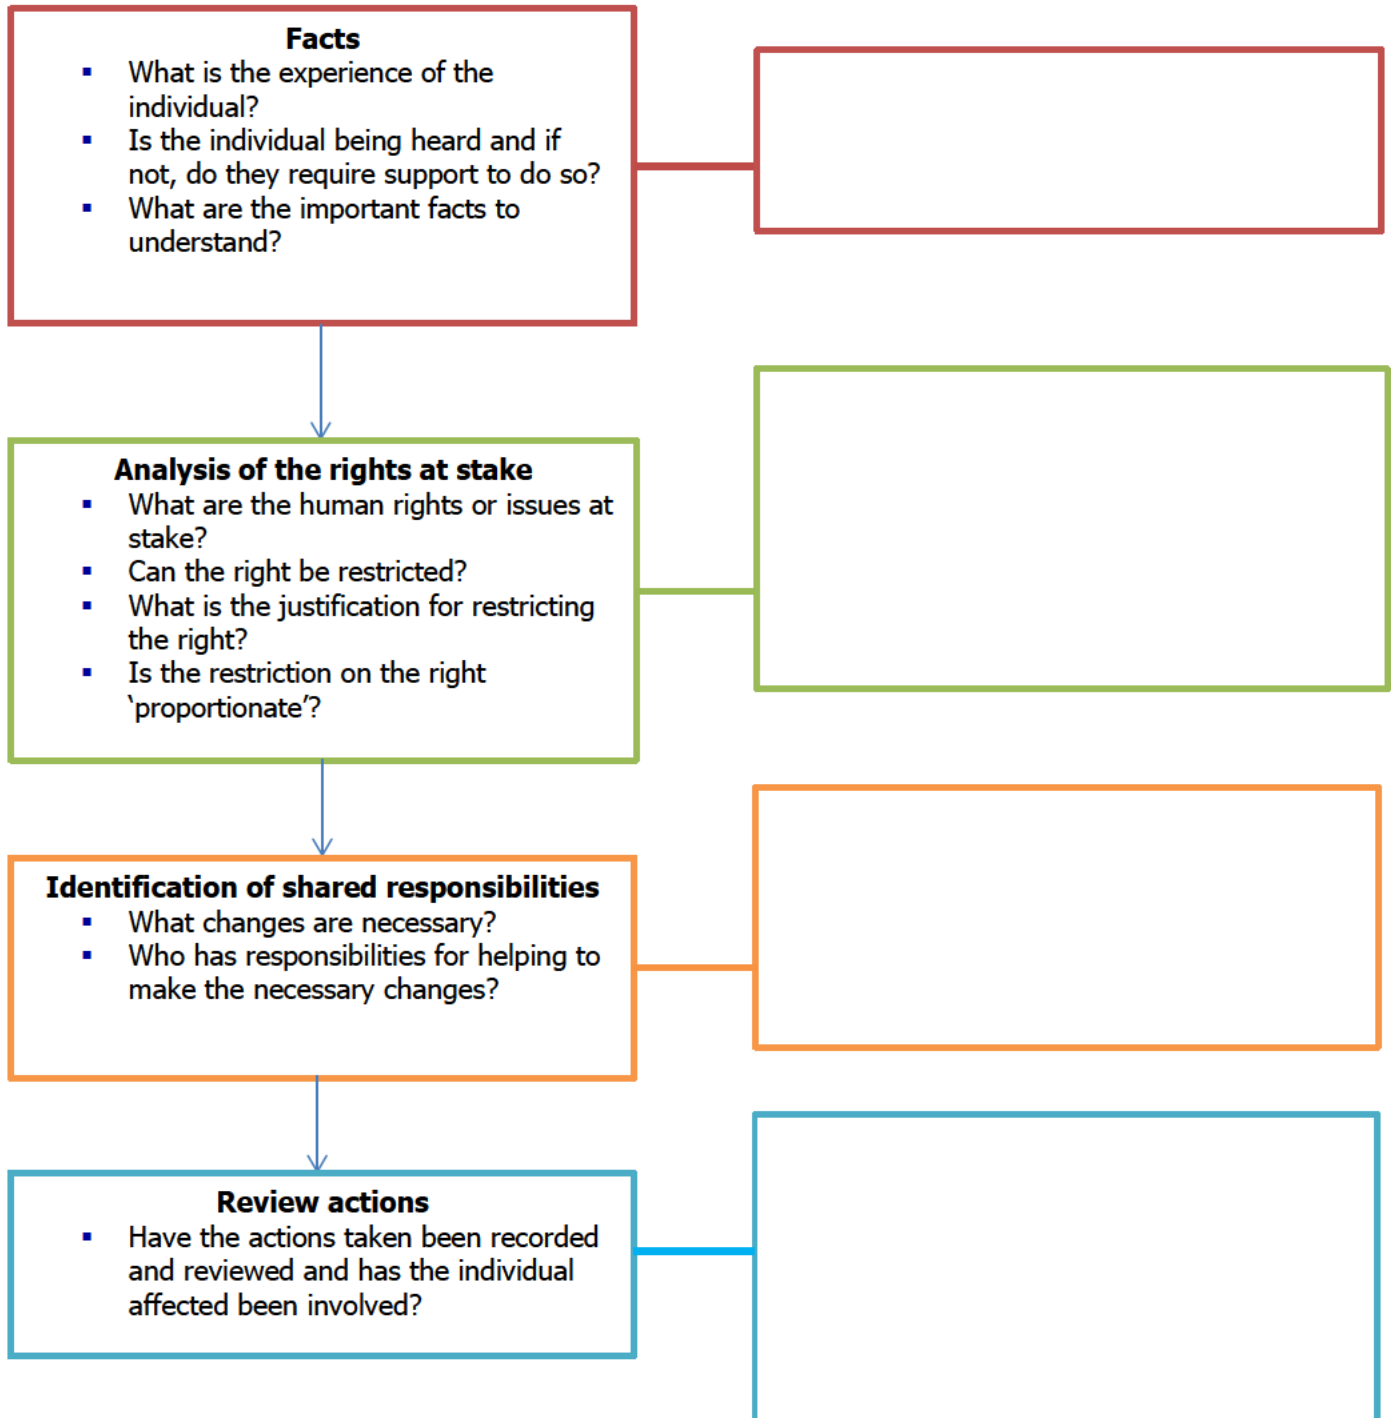 Facts
▪ What is the experience of the
individual?
▪ Is the individual being heard and if
not, do they require support to do so?
▪ What are the important facts to
understand?
Analysis of the rights at stake
▪ What are the human rights or issues at
stake?
▪ Can the right be restricted?
▪ What is the justification for restricting
the right?
▪ Is the restriction on the right
‘proportionate’?
Identification of shared responsibilities
▪ What changes are necessary?
▪ Who has responsibilities for helping to
make the necessary changes?
Review actions
▪ Have the actions taken been recorded
and reviewed and has the individual
affected been involved?